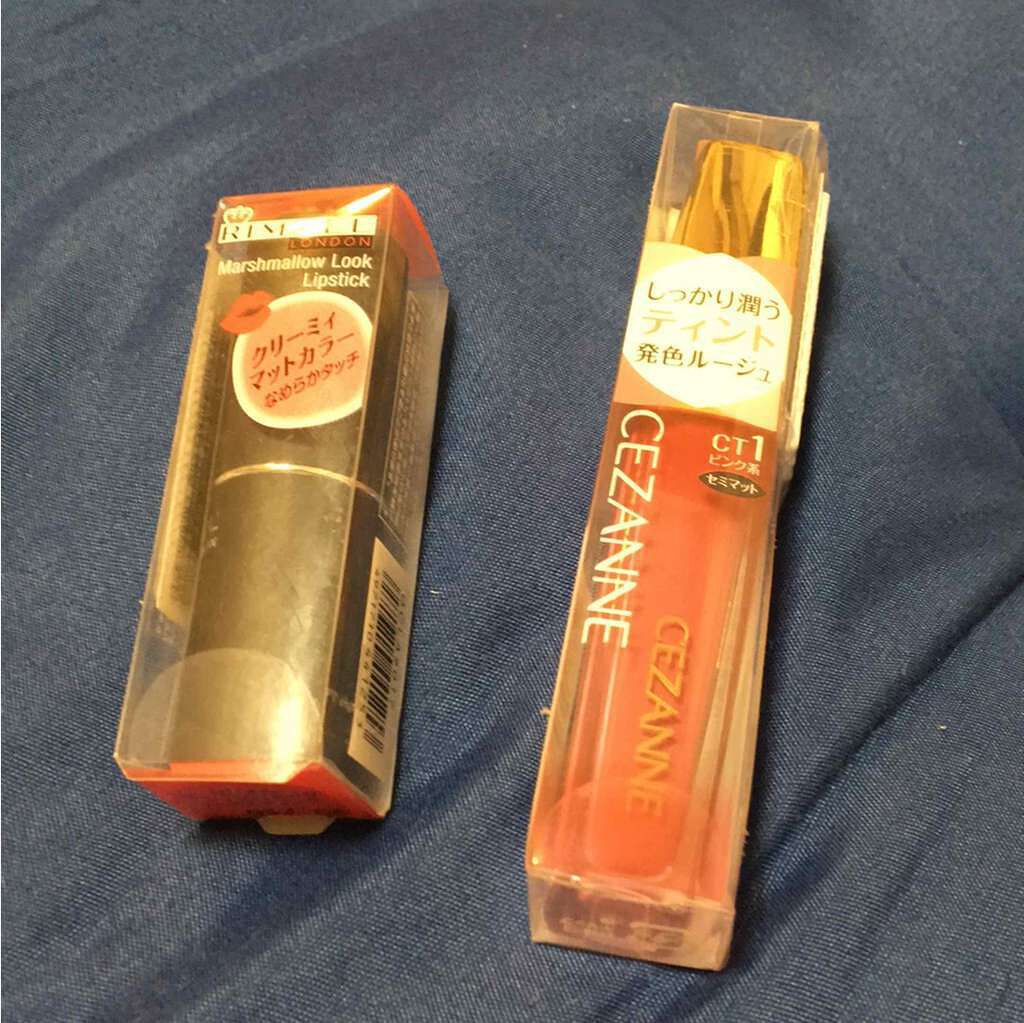 RIMMEL
LONDON
Marshmallow Look
Lipstick
クリーミィ
マットカラー
なめらかタッチ
しっかり潤う
ティント
発色ルージュ
CT1
ピンク系
セミマット
CEZANNE
CEZANNE